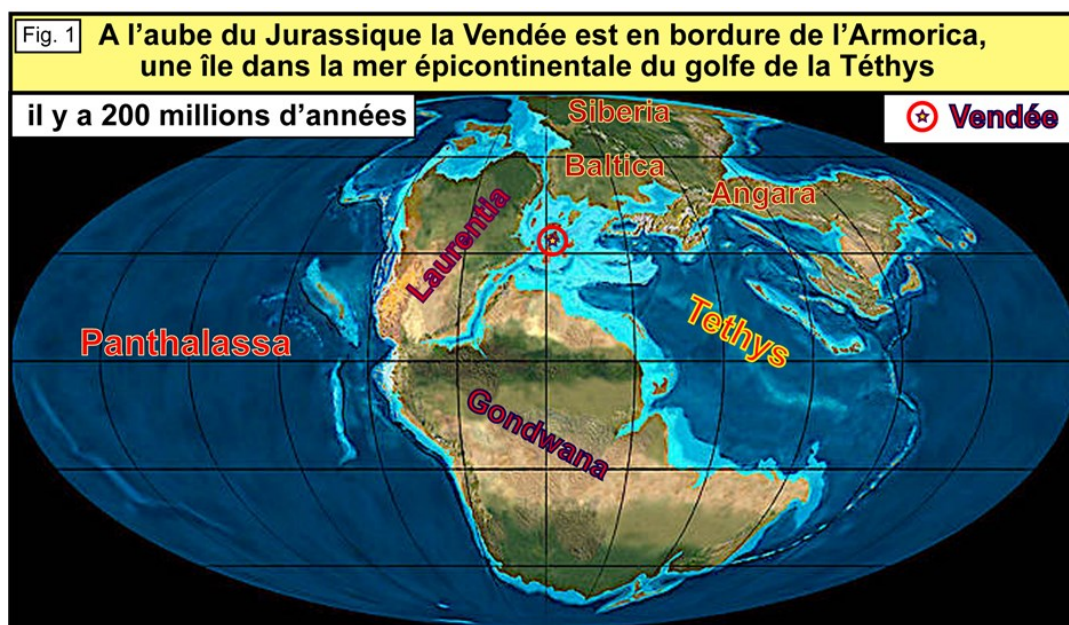 Fig. 1
A l’aube du Jurassique la Vendée est en bordure de l’Armorica,
une île dans la mer épicontinentale du golfe de la Téthys
il y a 200 millions d’années
Vendée
Siberia
Baltica
Angara
Laurentia
Tethys
Panthalassa
Gondwana